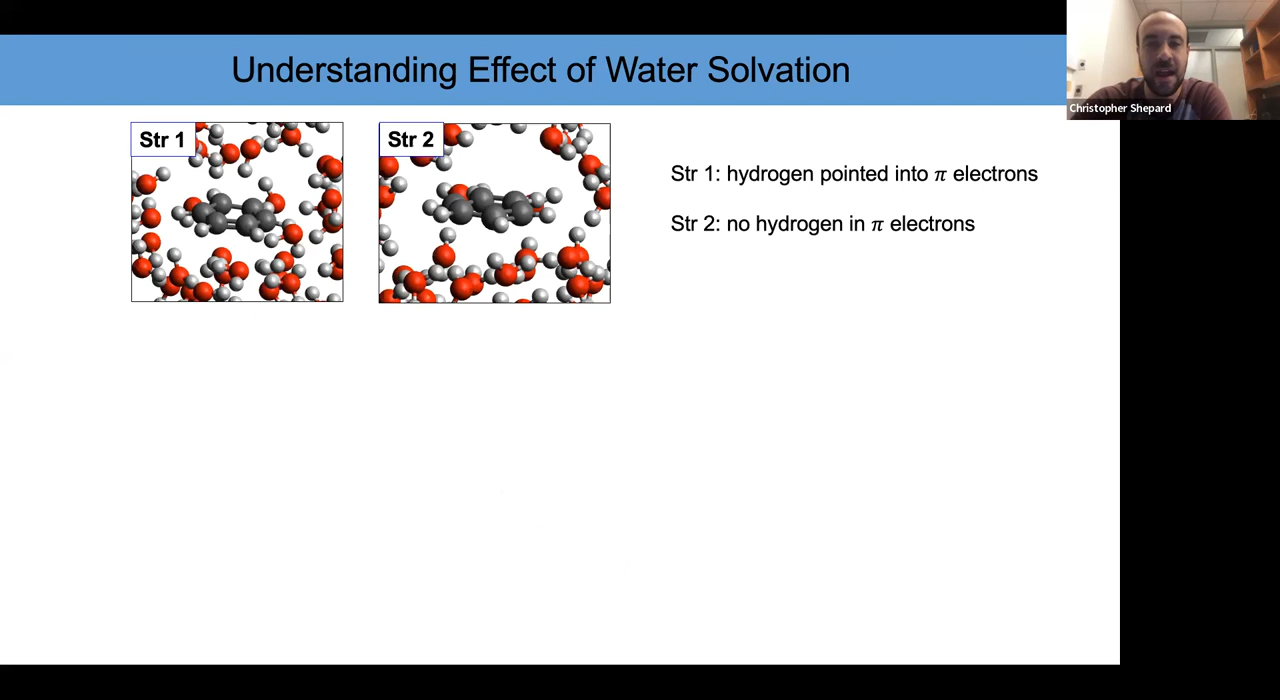 Understanding Effect of Water Solvation
Christopher Shepard
Str 1
Str 2
Str 1: hydrogen pointed into π electrons
Str 2: no hydrogen in π electrons